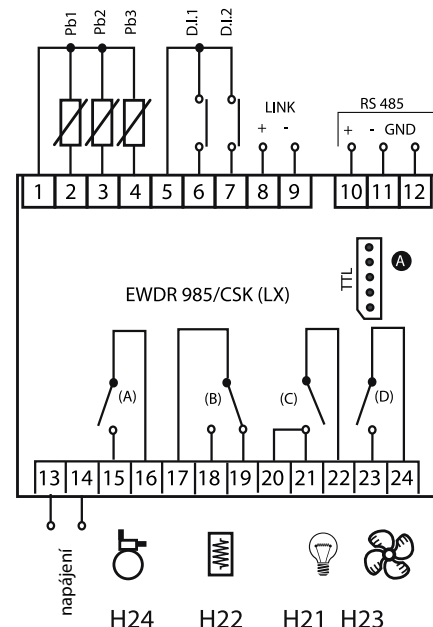 Pb1 Pb2 Pb3 D.I.1 D.I.2
LINK
+ -
RS 485
+ - GND
1 2 3 4 5 6 7 8 9 10 11 12
TTL A
EWDR 985/CSK (LX)
(A) (B) (C) (D)
13 14 15 16 17 18 19 20 21 22 23 24
napájení
H24 H22 H21 H23